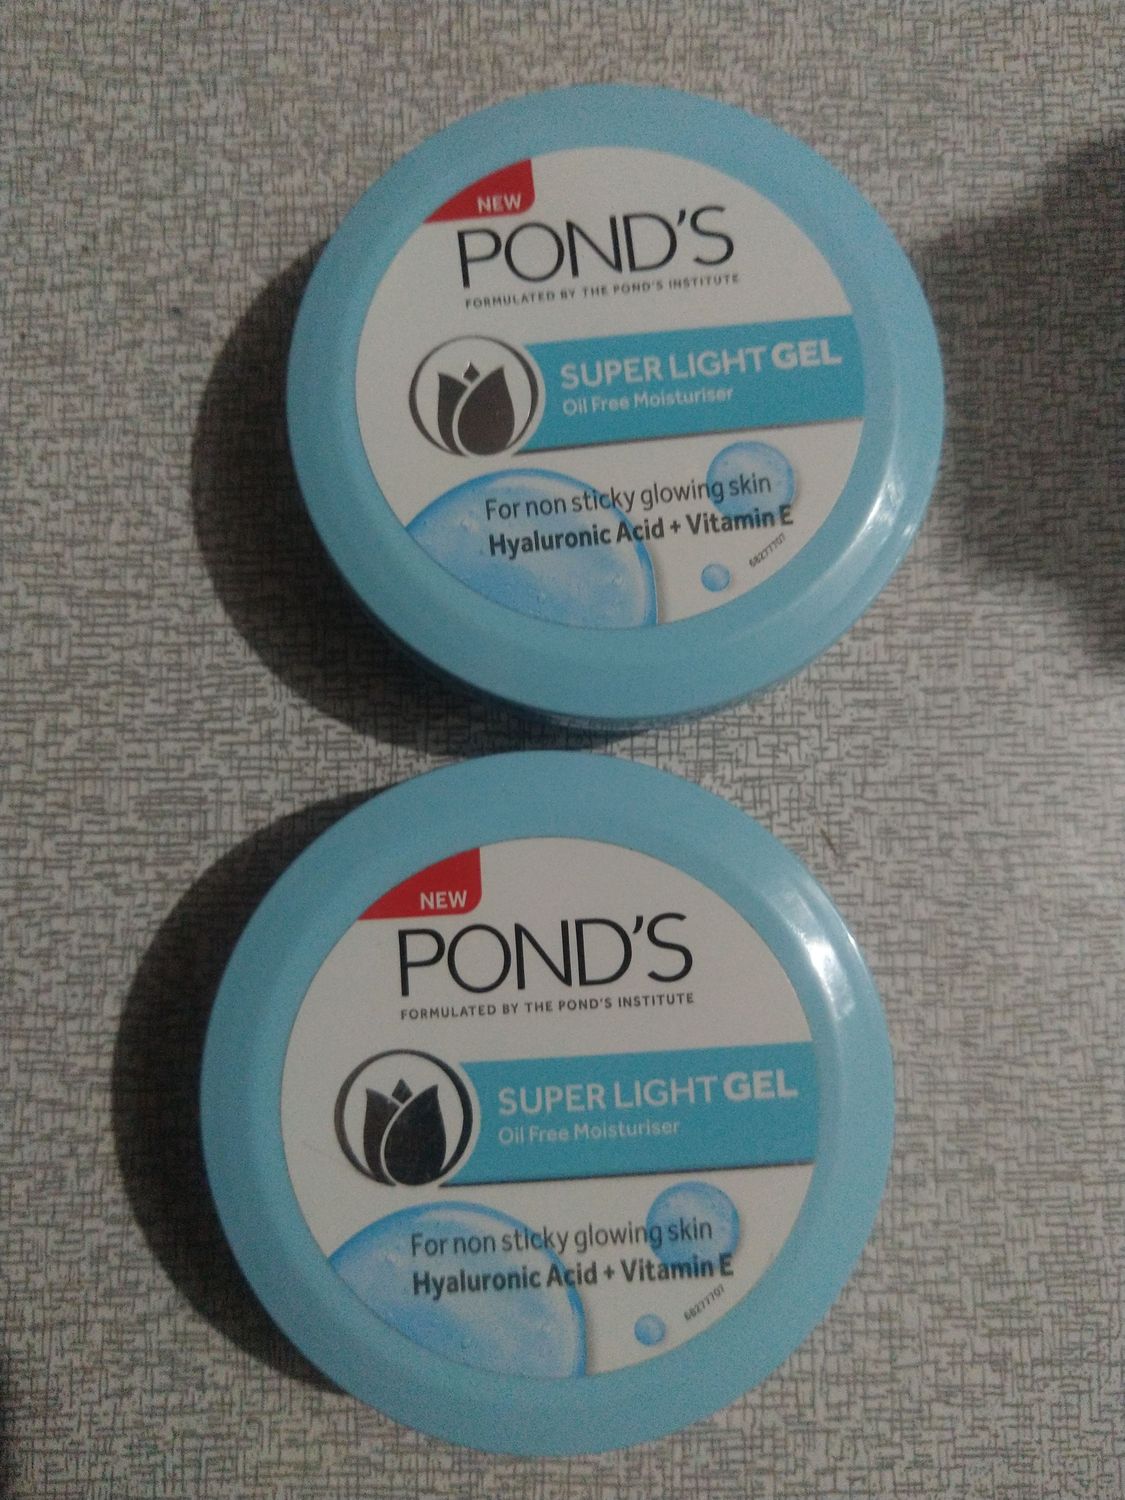 NEW
POND'S
FORMULATED BY THE POND'S INSTITUTE
SUPER LIGHT GEL
Oil Free Moisturiser
For non sticky glowing skin
Hyaluronic Acid + Vitamin E
68277707
NEW
POND'S
FORMULATED BY THE POND'S INSTITUTE
SUPER LIGHT GEL
Oil Free Moisturiser
For non sticky glowing skin
Hyaluronic Acid + Vitamin E
68277707